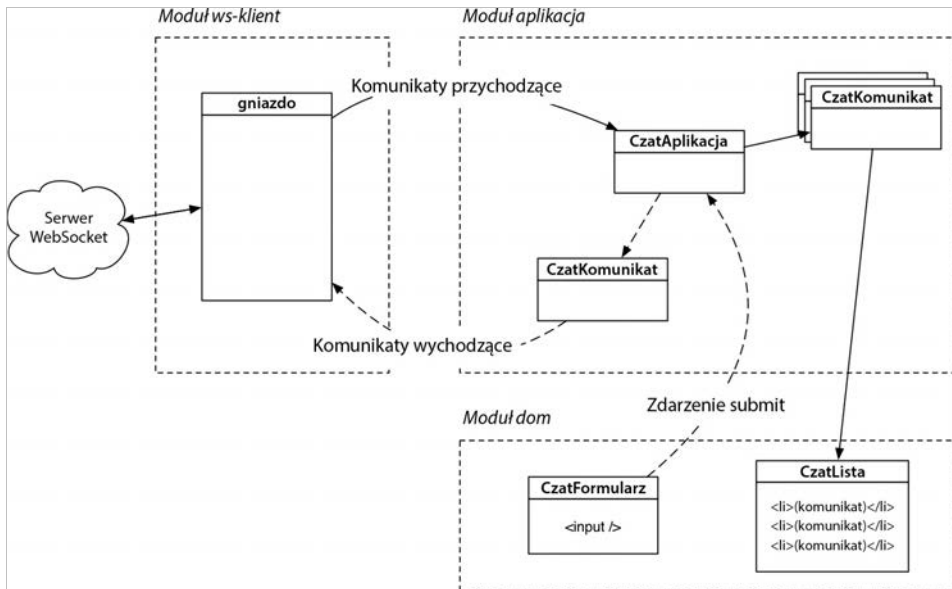 Moduł ws-klient
Moduł aplikacja
Komunikaty przychodzące
gniazdo
CzatKomunikat
CzatAplikacja
Serwer
WebSocket
CzatKomunikat
Komunikaty wychodzące
Zdarzenie submit
Moduł dom
CzatFormularz
<input />
CzatLista
<li>(komunikat)</li>
<li>(komunikat)</li>
<li>(komunikat)</li>